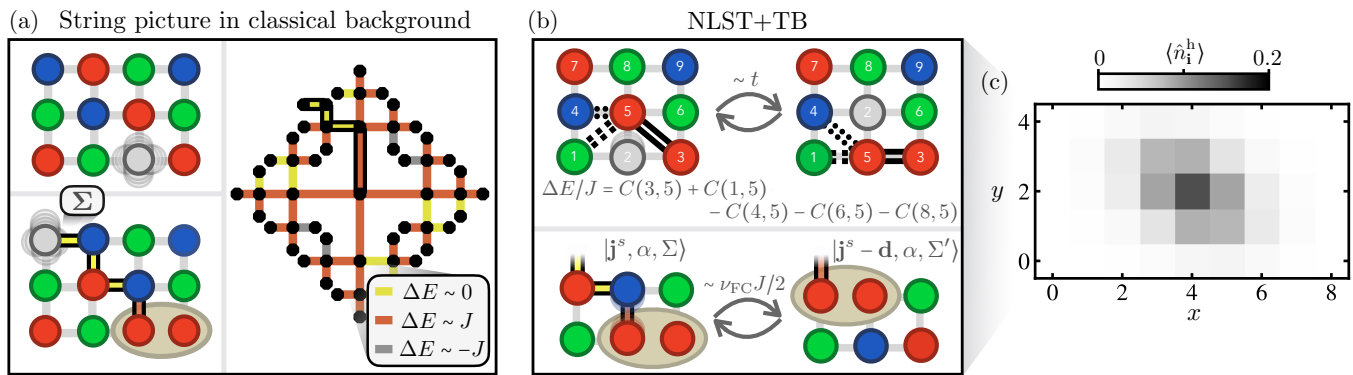 (a) String picture in classical background
Σ
ΔE ∼ 0
ΔE ∼ J
ΔE ∼ -J
(b) NLST+TB
7 8 9
4 5 6
1 2 3
∼ t
7 8 9
4 2 6
1 5 3
ΔE/J = C(3, 5) + C(1, 5)
− C(4, 5) − C(6, 5) − C(8, 5)
|j^s, α, Σ⟩
∼ ν_FC J/2
|j^s − d, α, Σ′⟩
(c)
⟨n̂_i^h⟩
0 0.2
4
y 2
0
0 2 4 6 8
x